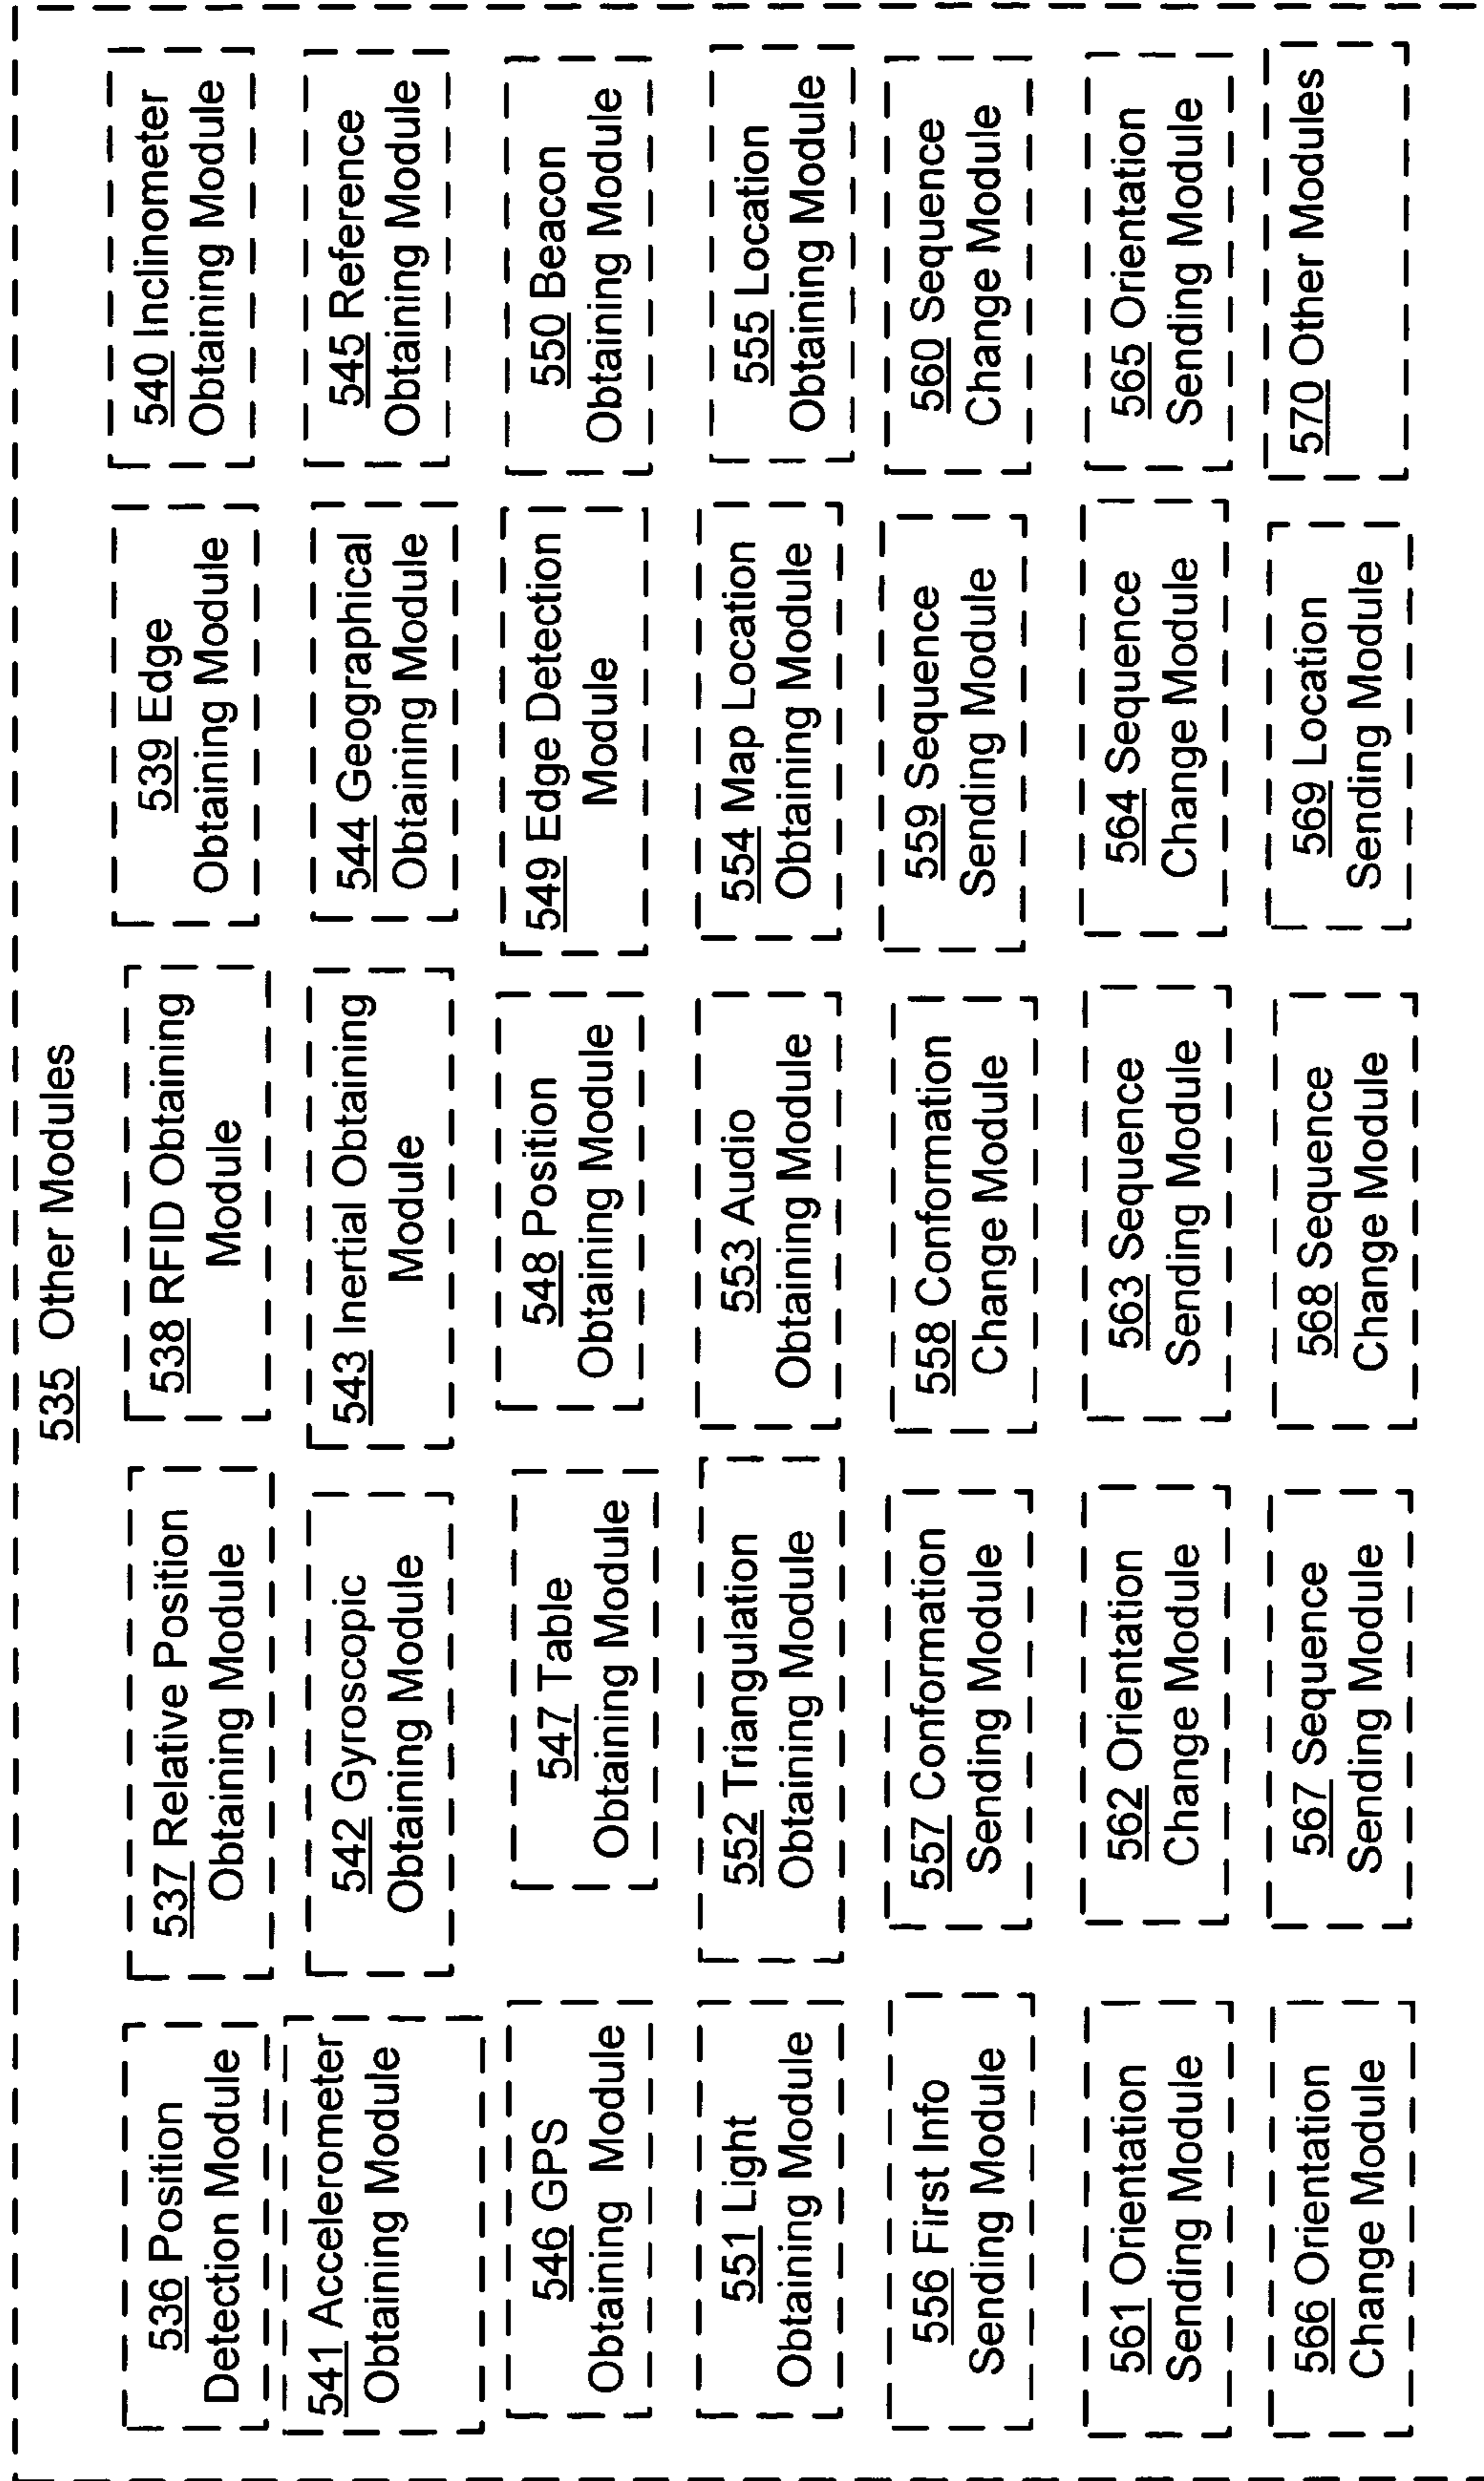 535 Other Modules
536 Position
Detection Module
537 Relative Position
Obtaining Module
538 RFID Obtaining
Module
539 Edge
Obtaining Module
540 Inclinometer
Obtaining Module
541 Accelerometer
Obtaining Module
542 Gyroscopic
Obtaining Module
543 Inertial Obtaining
Module
544 Geographical
Obtaining Module
545 Reference
Obtaining Module
546 GPS
Obtaining Module
547 Table
Obtaining Module
548 Position
Obtaining Module
549 Edge Detection
Module
550 Beacon
Obtaining Module
551 Light
Obtaining Module
552 Triangulation
Obtaining Module
553 Audio
Obtaining Module
554 Map Location
Obtaining Module
555 Location
Obtaining Module
556 First Info
Sending Module
557 Conformation
Sending Module
558 Conformation
Change Module
559 Sequence
Sending Module
560 Sequence
Change Module
561 Orientation
Sending Module
562 Orientation
Change Module
563 Sequence
Sending Module
564 Sequence
Change Module
565 Orientation
Sending Module
566 Orientation
Change Module
567 Sequence
Sending Module
568 Sequence
Change Module
569 Location
Sending Module
570 Other Modules